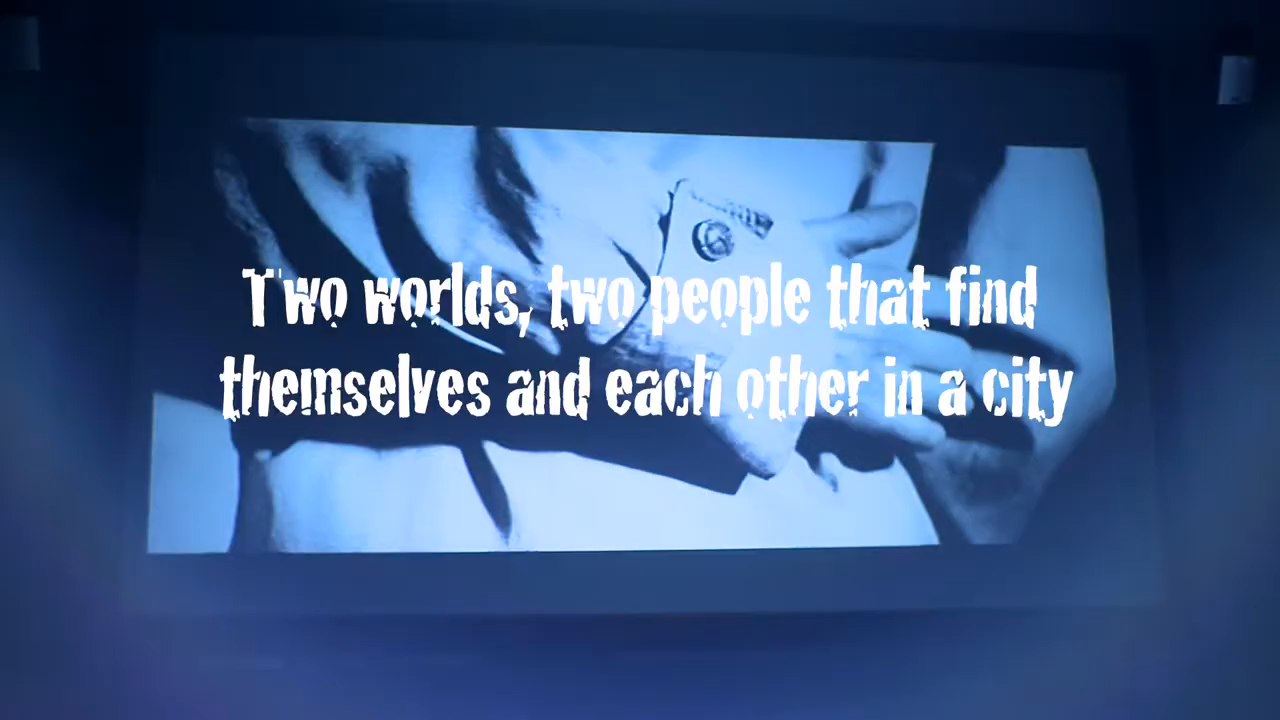 Two worlds, two people that find
themselves and each other in a city